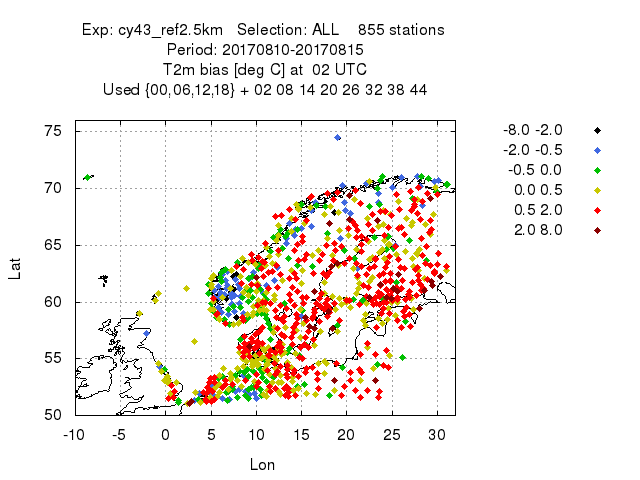 Exp: cy43_ref2.5km   Selection: ALL    855 stations
Period: 20170810-20170815
T2m bias [deg C] at  02 UTC
Used {00,06,12,18} + 02 08 14 20 26 32 38 44
75
70
65
60
55
50
Lat
-10 -5 0 5 10 15 20 25 30
Lon
-8.0 -2.0
-2.0 -0.5
-0.5 0.0
0.0 0.5
0.5 2.0
2.0 8.0